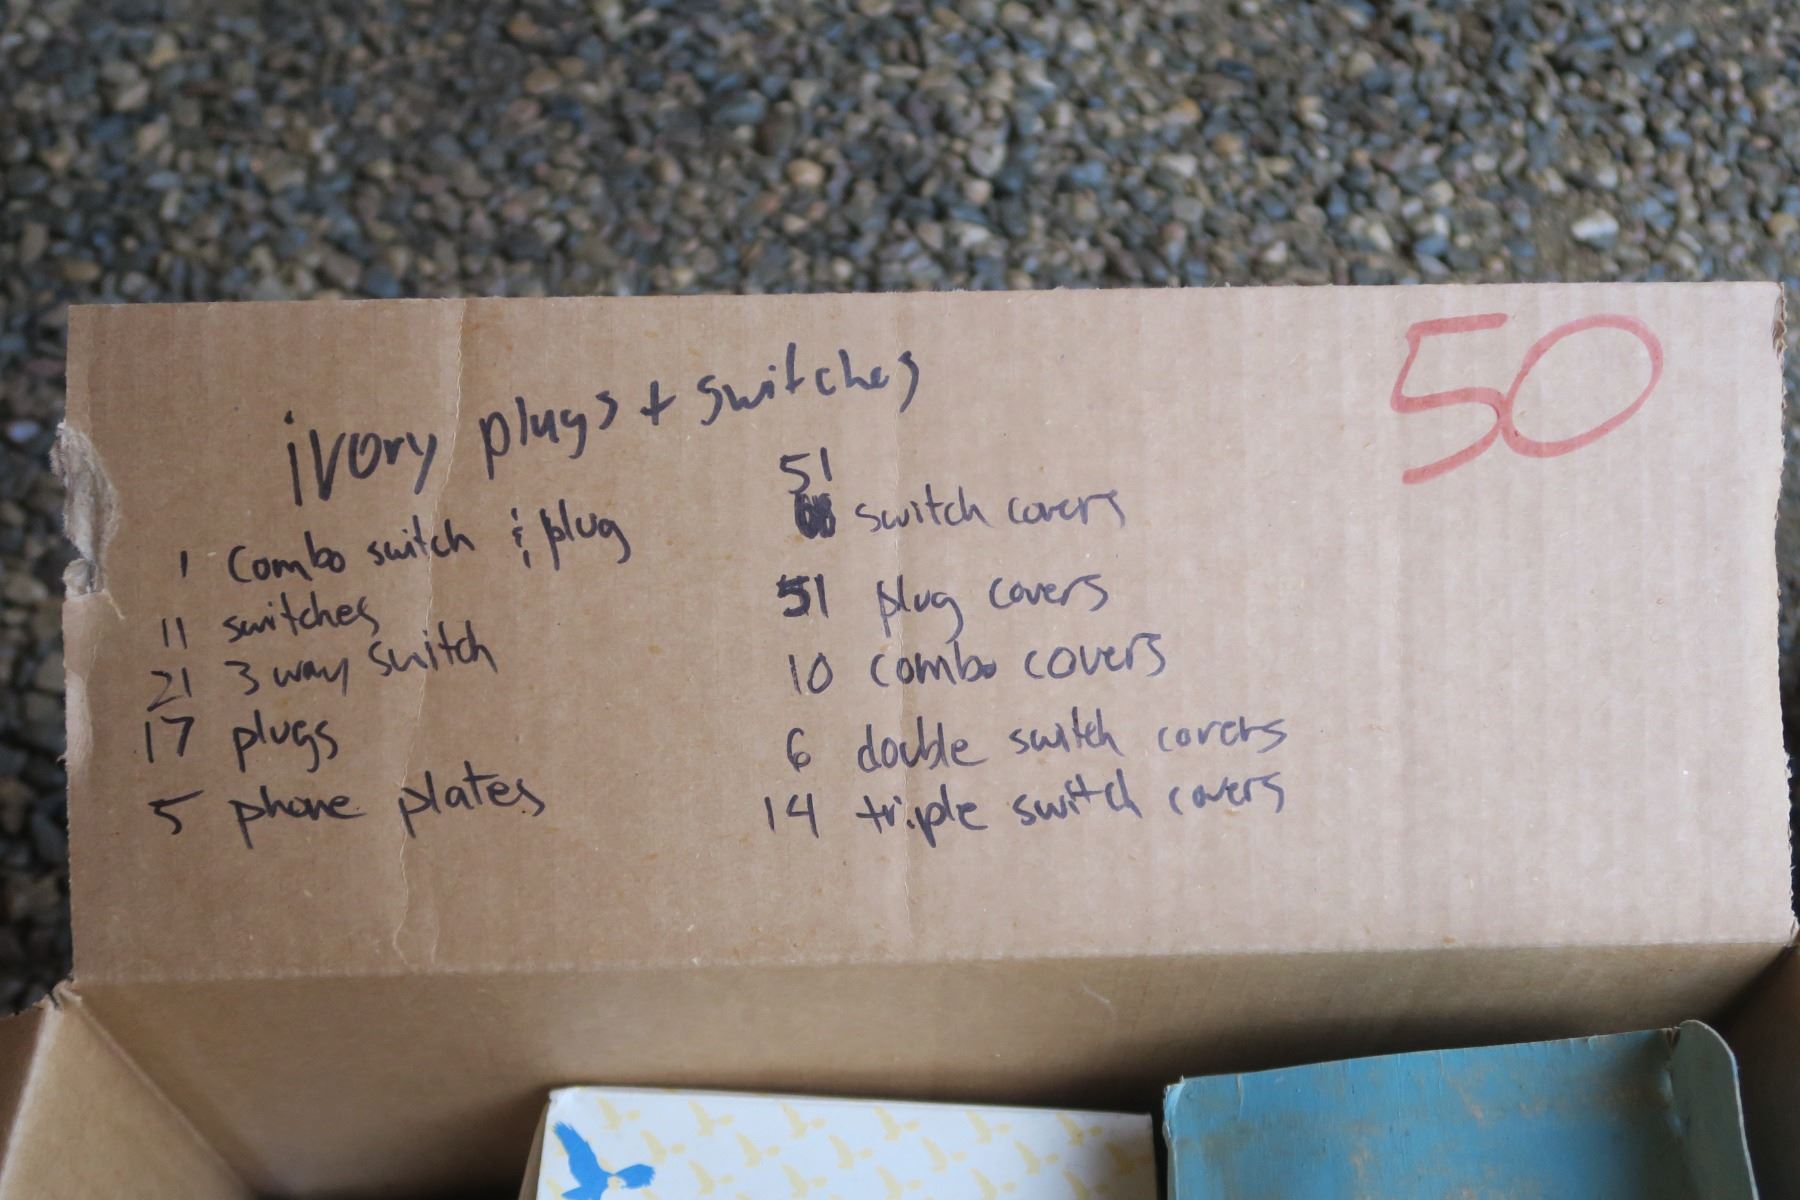 ivory plugs + switches
50
1 combo switch & plug
11 switches
21 3 way switch
17 plugs
5 phone plates
51
switch covers
51 plug covers
10 combo covers
6 double switch covers
14 triple switch covers